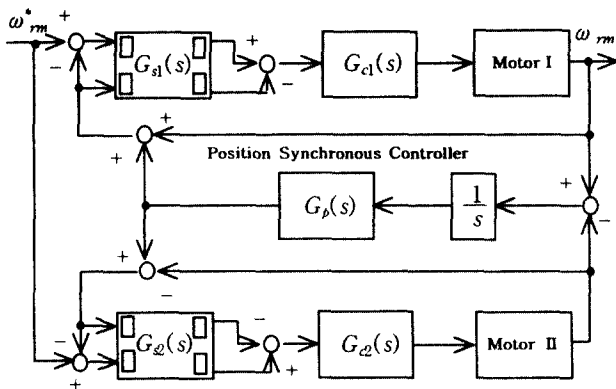 ω*rm + + ω rm
− Gs1(s) − Gc1(s) Motor I
+ +
Position Synchronous Controller
+
Gp(s) 1/s −
+ −
− Gs2(s) − Gc2(s) Motor II
+ +